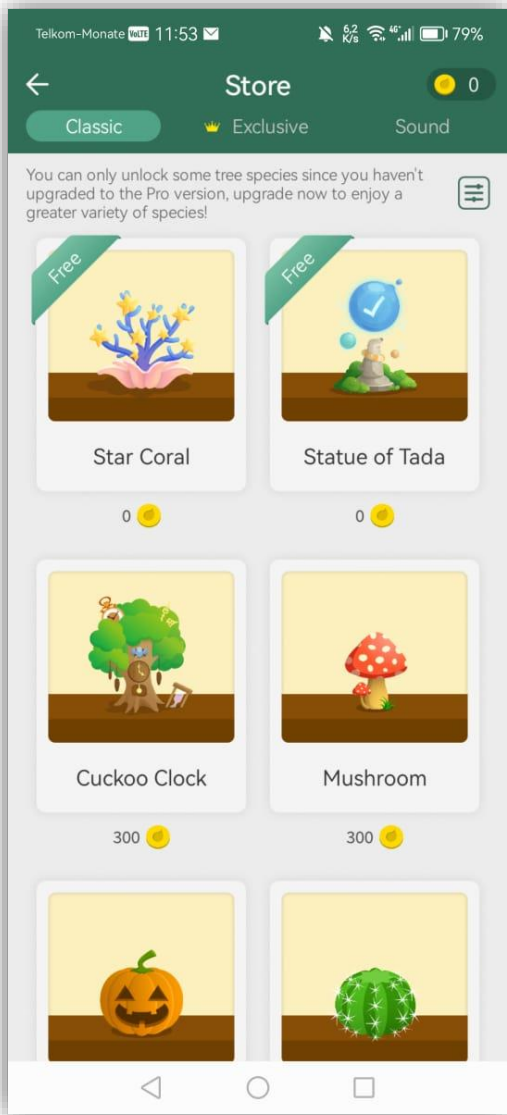 Telkom-Monate VoLTE 11:53 6,2 K/s 4G 79%
Store 0
Classic Exclusive Sound
You can only unlock some tree species since you haven't
upgraded to the Pro version, upgrade now to enjoy a
greater variety of species!
Free Free
Star Coral Statue of Tada
0 0
Cuckoo Clock Mushroom
300 300